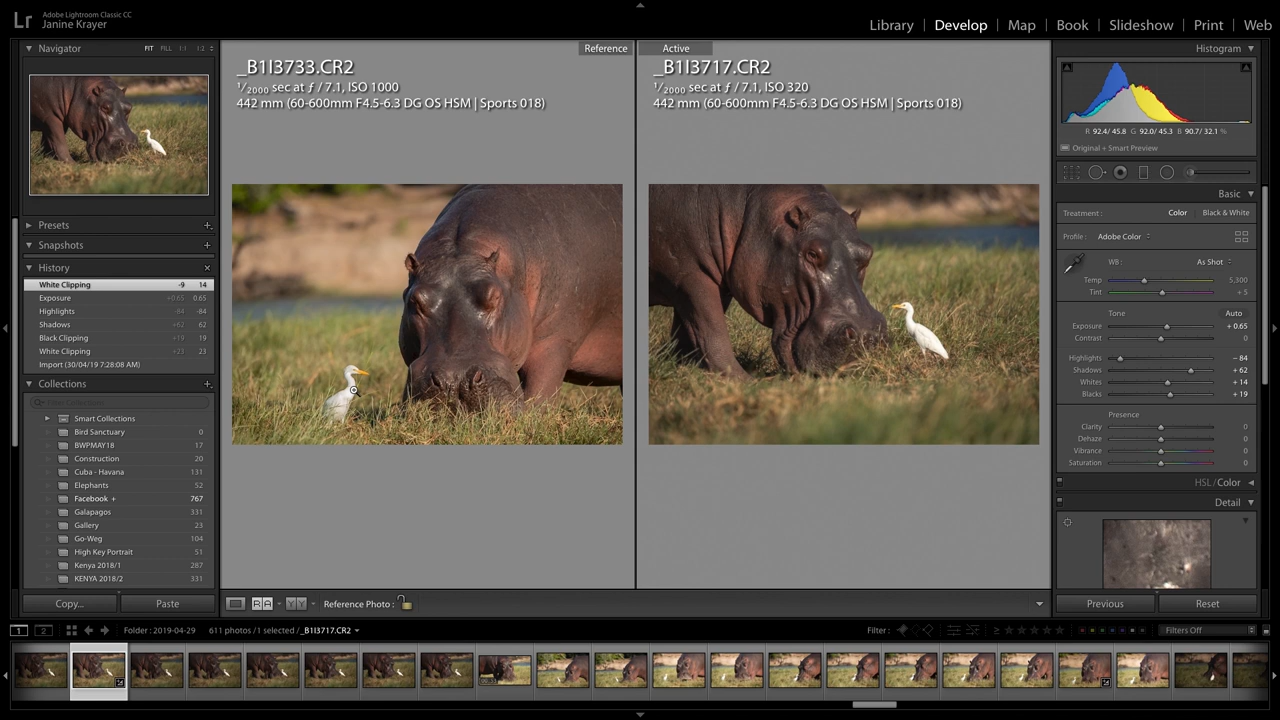 Lr
Adobe Lightroom Classic CC
Janine Krayer
Library | Develop | Map | Book | Slideshow | Print | Web
Navigator FIT FILL 1:1 1:2
Presets +
Snapshots +
History ×
White Clipping -9 14
Exposure +0.65 0.65
Highlights -84 -84
Shadows +62 62
Black Clipping +19 19
White Clipping +23 23
Import (30/04/19 7:28:08 AM)
Collections +
Filter Collections
Smart Collections
Bird Sanctuary 0
BWPMAY18 17
Construction 20
Cuba - Havana 131
Elephants 52
Facebook + 767
Galapagos 331
Gallery 23
Go-Weg 104
High Key Portrait 51
Kenya 2018/1 287
KENYA 2018/2 331
Copy... Paste
Reference
_B1I3733.CR2
1/2000 sec at ƒ / 7.1, ISO 1000
442 mm (60-600mm F4.5-6.3 DG OS HSM | Sports 018)
Active
_B1I3717.CR2
1/2000 sec at ƒ / 7.1, ISO 320
442 mm (60-600mm F4.5-6.3 DG OS HSM | Sports 018)
Histogram
R 92.4/ 45.8 G 92.0/ 45.3 B 90.7/ 32.1 %
Original + Smart Preview
Basic
Treatment : Color Black & White
Profile : Adobe Color
WB : As Shot
Temp 5,300
Tint + 5
Tone Auto
Exposure + 0.65
Contrast 0
Highlights − 84
Shadows + 62
Whites + 14
Blacks + 19
Presence
Clarity 0
Dehaze 0
Vibrance 0
Saturation 0
HSL / Color
Detail
Previous Reset
RA YY Reference Photo :
1 2 Folder : 2019-04-29 611 photos / 1 selected / _B1I3717.CR2
Filter : ≥ Filters Off